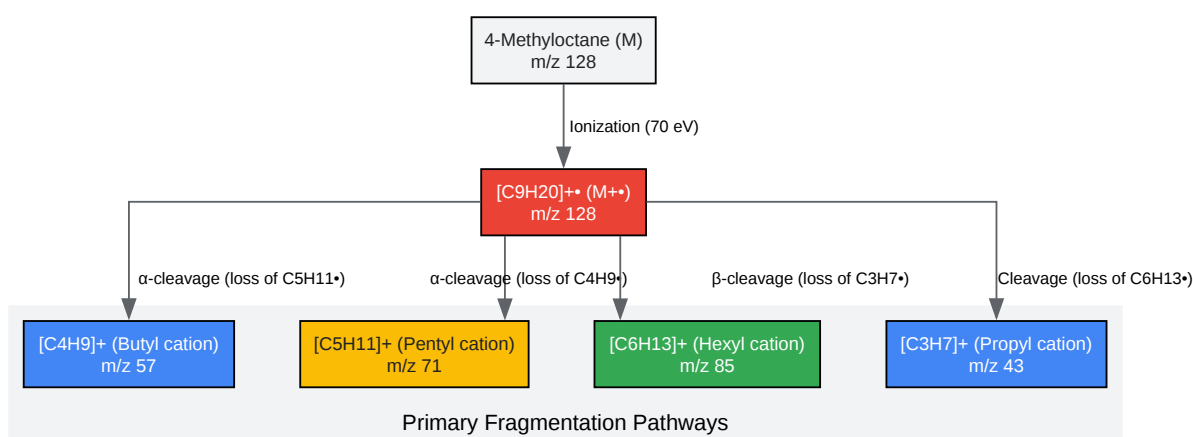 4-Methyloctane (M)
m/z 128
Ionization (70 eV)
[C9H20]+• (M+•)
m/z 128
α-cleavage (loss of C5H11•)
α-cleavage (loss of C4H9•)
β-cleavage (loss of C3H7•)
Cleavage (loss of C6H13•)
[C4H9]+ (Butyl cation)
m/z 57
[C5H11]+ (Pentyl cation)
m/z 71
[C6H13]+ (Hexyl cation)
m/z 85
[C3H7]+ (Propyl cation)
m/z 43
Primary Fragmentation Pathways